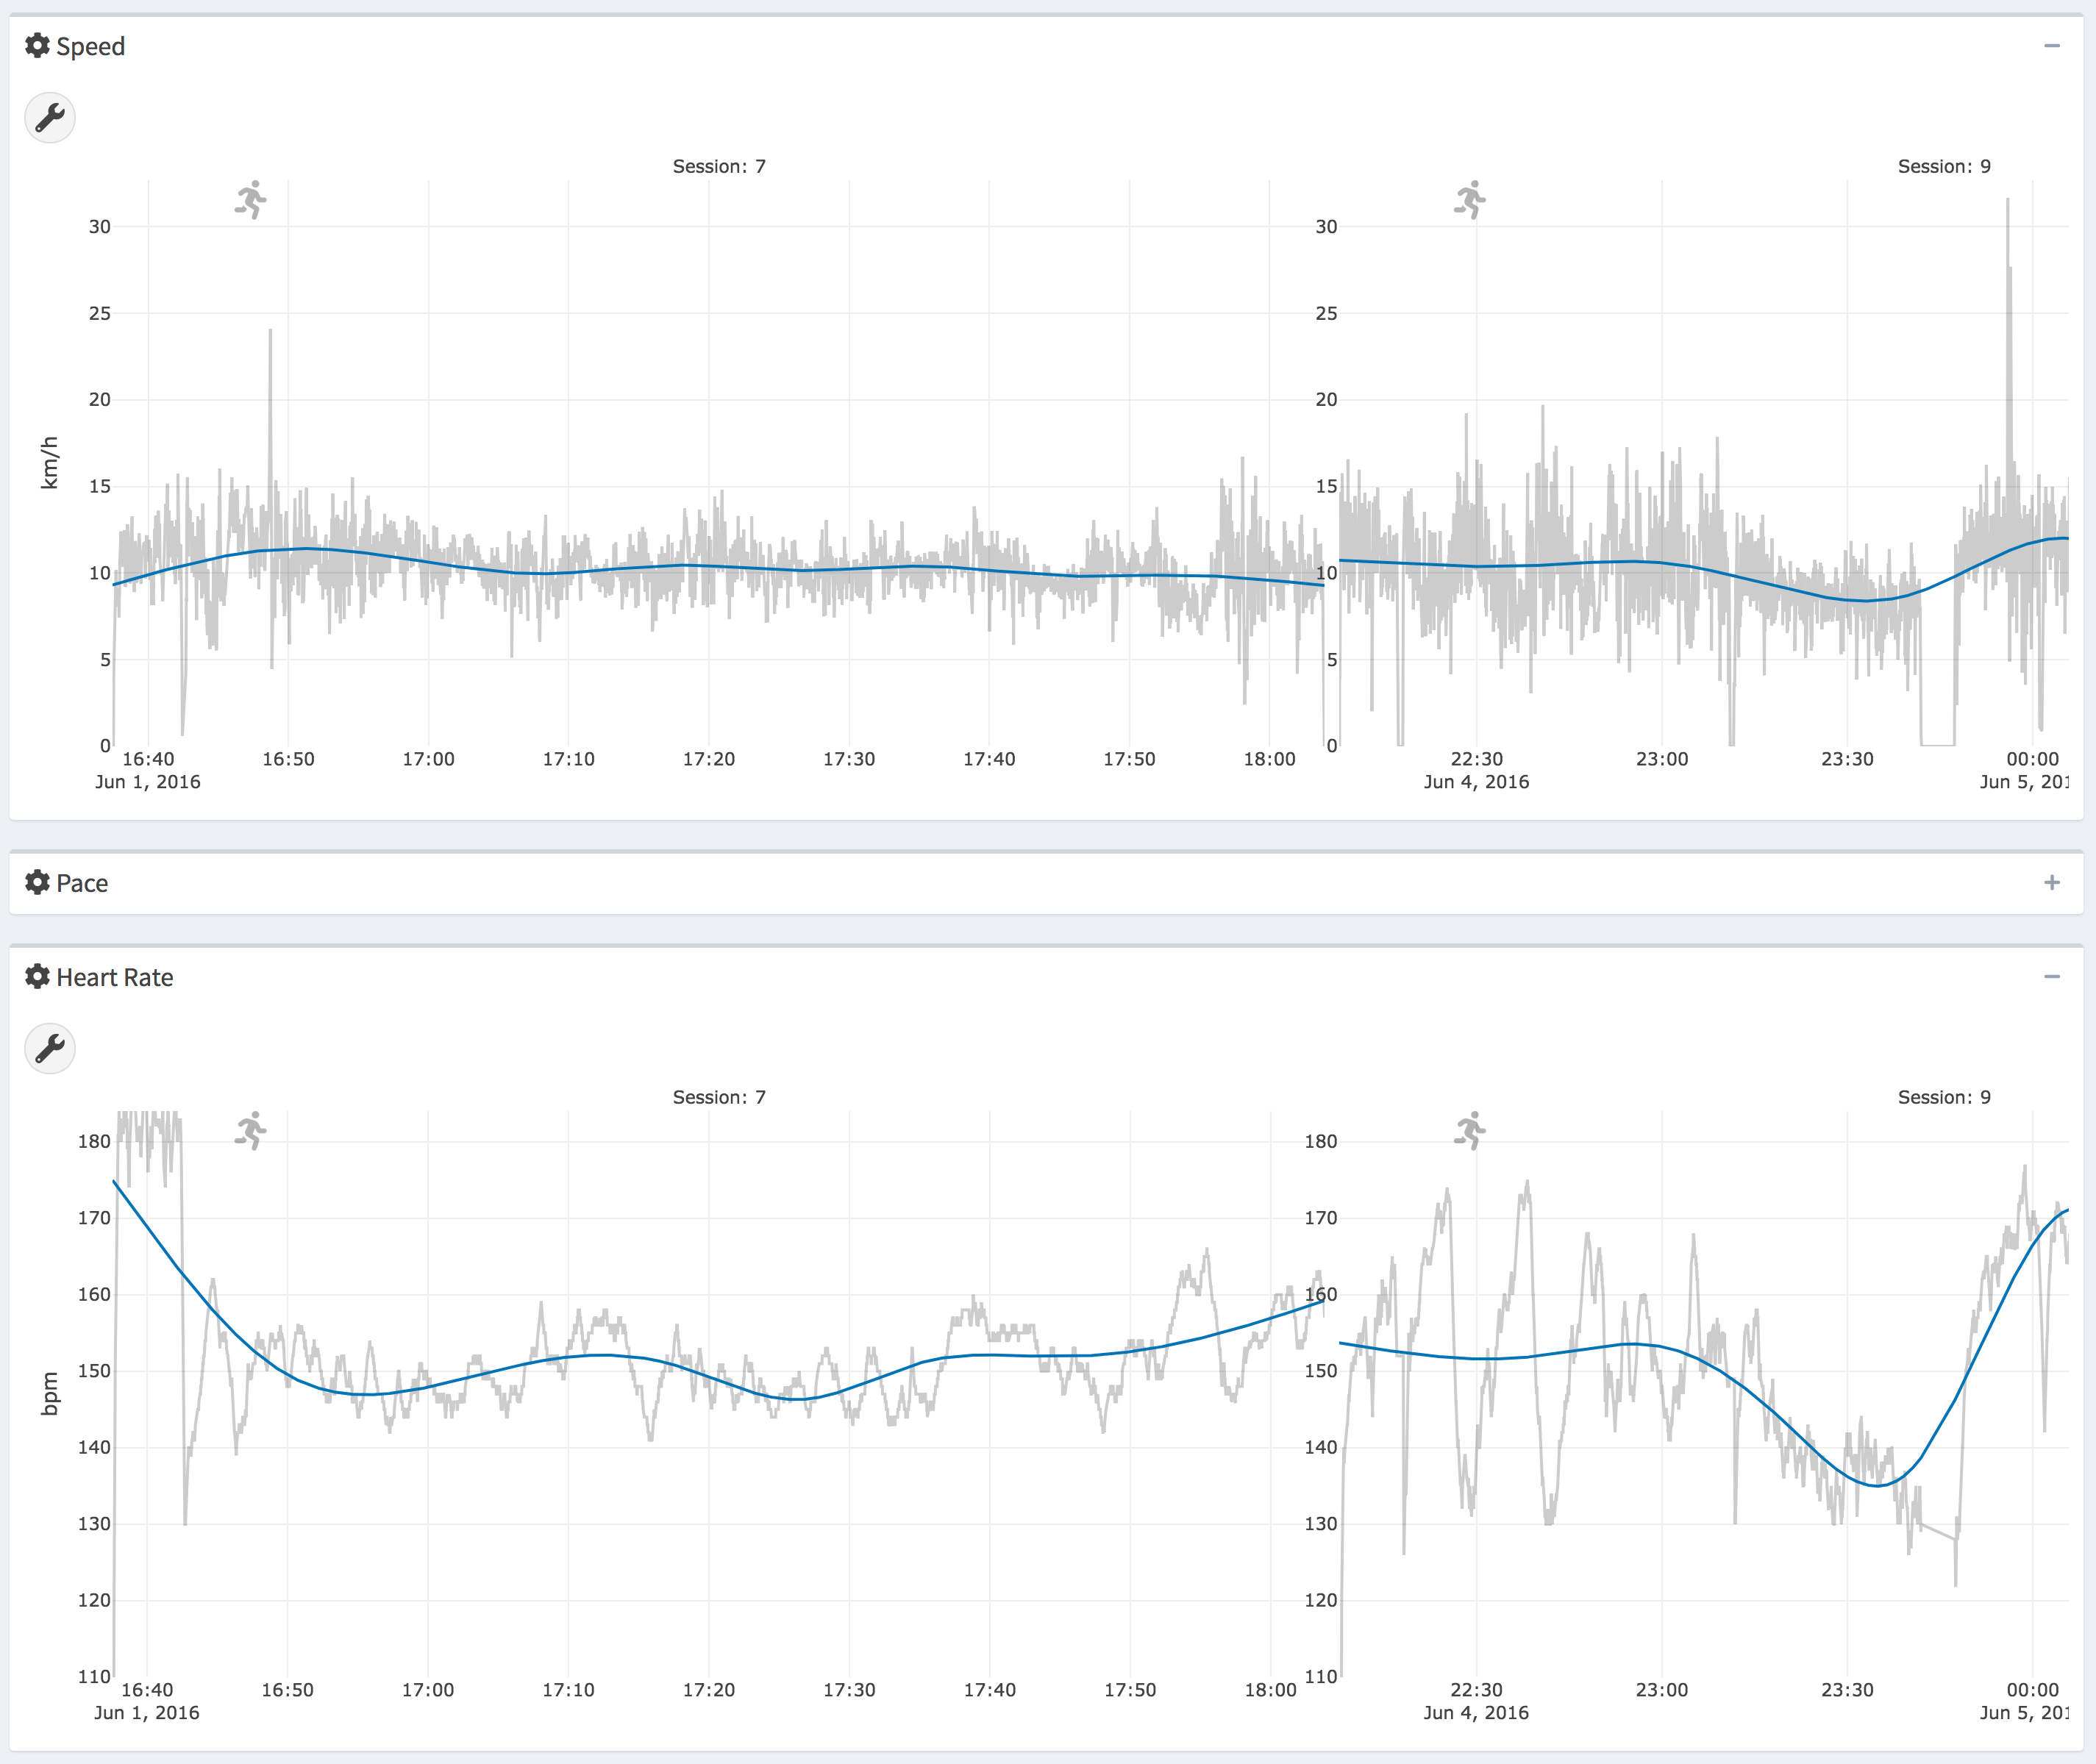 Speed
Session: 7 Session: 9
30 30
25 25
20 20
km/h
15 15
10 10
5 5
0 0
16:40 16:50 17:00 17:10 17:20 17:30 17:40 17:50 18:00 22:30 23:00 23:30 00:00
Jun 1, 2016 Jun 4, 2016 Jun 5, 201
Pace
Heart Rate
Session: 7 Session: 9
180 180
170 170
160 160
150 150
bpm
140 140
130 130
120 120
110 110
16:40 16:50 17:00 17:10 17:20 17:30 17:40 17:50 18:00 22:30 23:00 23:30 00:00
Jun 1, 2016 Jun 4, 2016 Jun 5, 201